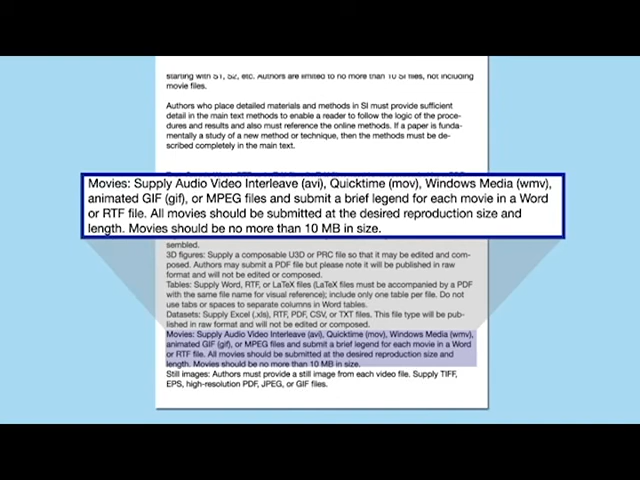 starting with S1, S2, etc. Authors are limited to no more than 10 SI files, not including
movie files.
Authors who place detailed materials and methods in SI must provide sufficient
detail in the main text methods to enable a reader to follow the logic of the proce-
dures and results and also must reference the online methods. If a paper is funda-
mentally a study of a new method or technique, then the methods must be de-
scribed completely in the main text.
Movies: Supply Audio Video Interleave (avi), Quicktime (mov), Windows Media (wmv),
animated GIF (gif), or MPEG files and submit a brief legend for each movie in a Word
or RTF file. All movies should be submitted at the desired reproduction size and
length. Movies should be no more than 10 MB in size.
sembled.
3D figures: Supply a composable U3D or PRC file so that it may be edited and com-
posed. Authors may submit a PDF file but please note it will be published in raw
format and will not be edited or composed.
Tables: Supply Word, RTF, or LaTeX files (LaTeX files must be accompanied by a PDF
with the same file name for visual reference); include only one table per file. Do not
use tabs or spaces to separate columns in Word tables.
Datasets: Supply Excel (.xls), RTF, PDF, CSV, or TXT files. This file type will be pub-
lished in raw format and will not be edited or composed.
Movies: Supply Audio Video Interleave (avi), Quicktime (mov), Windows Media (wmv),
animated GIF (gif), or MPEG files and submit a brief legend for each movie in a Word
or RTF file. All movies should be submitted at the desired reproduction size and
length. Movies should be no more than 10 MB in size.
Still images: Authors must provide a still image from each video file. Supply TIFF,
EPS, high-resolution PDF, JPEG, or GIF files.